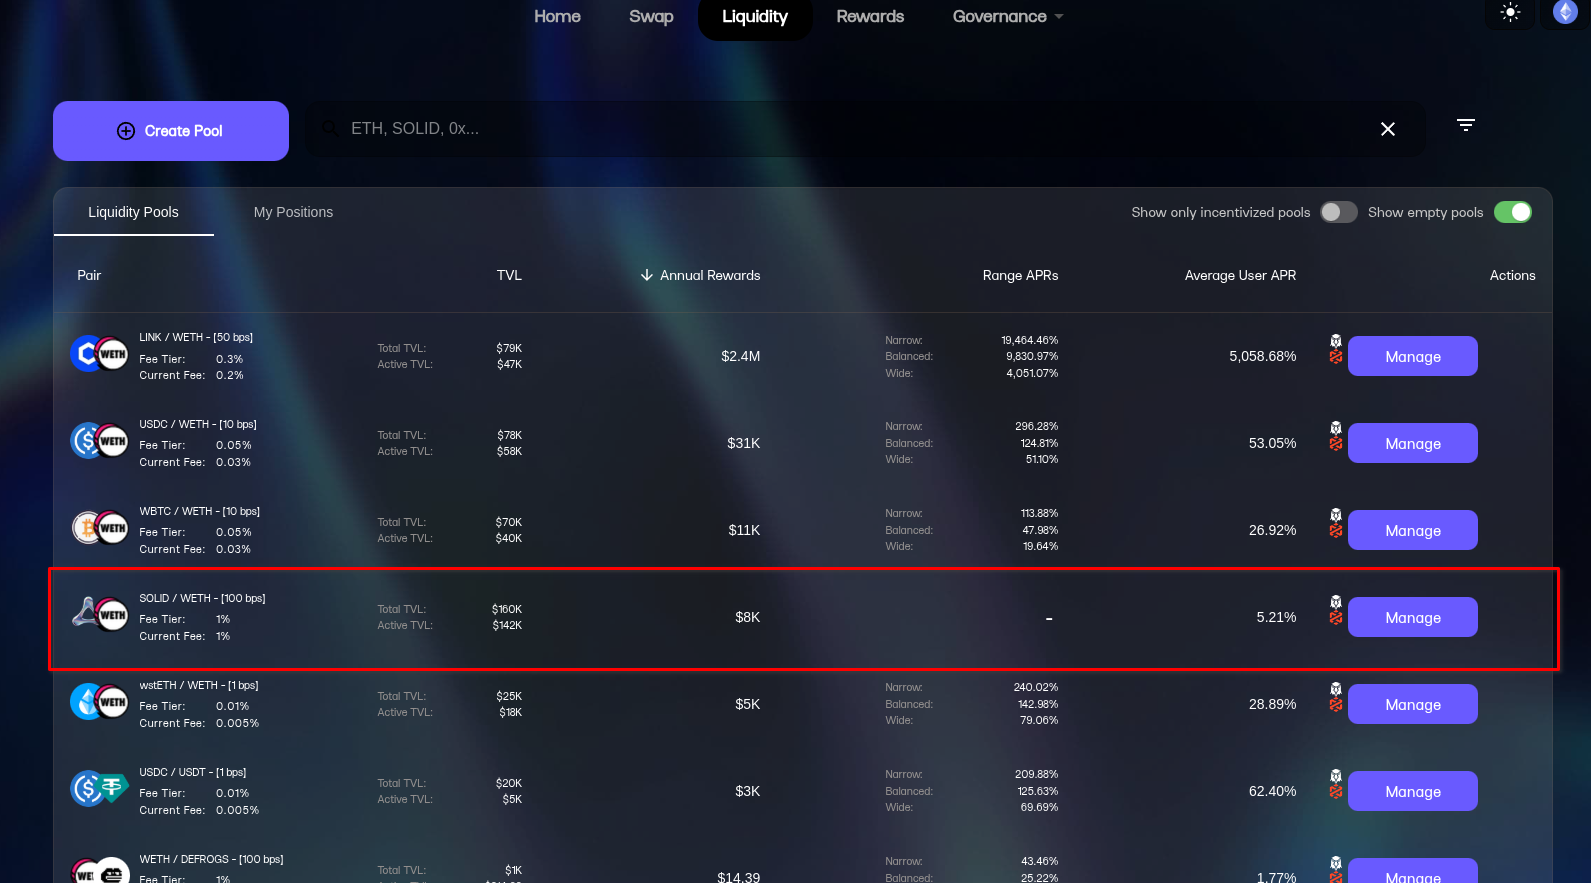 Home Swap Liquidity Rewards Governance
Create Pool
ETH, SOLID, 0x...
Liquidity Pools My Positions Show only incentivized pools Show empty pools
Pair TVL Annual Rewards Range APRs Average User APR Actions
LINK / WETH - [50 bps]
Fee Tier: 0.3%
Current Fee: 0.2%
Total TVL: $79K
Active TVL: $47K
$2.4M
Narrow: 19,464.46%
Balanced: 9,830.97%
Wide: 4,051.07%
5,058.68%
Manage
WETH
USDC / WETH - [10 bps]
Fee Tier: 0.05%
Current Fee: 0.03%
Total TVL: $78K
Active TVL: $58K
$31K
Narrow: 296.28%
Balanced: 124.81%
Wide: 51.10%
53.05%
Manage
WETH
WBTC / WETH - [10 bps]
Fee Tier: 0.05%
Current Fee: 0.03%
Total TVL: $70K
Active TVL: $40K
$11K
Narrow: 113.88%
Balanced: 47.98%
Wide: 19.64%
26.92%
Manage
WETH
SOLID / WETH - [100 bps]
Fee Tier: 1%
Current Fee: 1%
Total TVL: $160K
Active TVL: $142K
$8K
-
5.21%
Manage
WETH
wstETH / WETH - [1 bps]
Fee Tier: 0.01%
Current Fee: 0.005%
Total TVL: $25K
Active TVL: $18K
$5K
Narrow: 240.02%
Balanced: 142.98%
Wide: 79.06%
28.89%
Manage
WETH
USDC / USDT - [1 bps]
Fee Tier: 0.01%
Current Fee: 0.005%
Total TVL: $20K
Active TVL: $5K
$3K
Narrow: 209.88%
Balanced: 125.63%
Wide: 69.69%
62.40%
Manage
WETH / DEFROGS - [100 bps]
Fee Tier: 1%
Total TVL: $1K
$14.39
Narrow: 43.46%
Balanced: 25.22%
1.77%
Manage